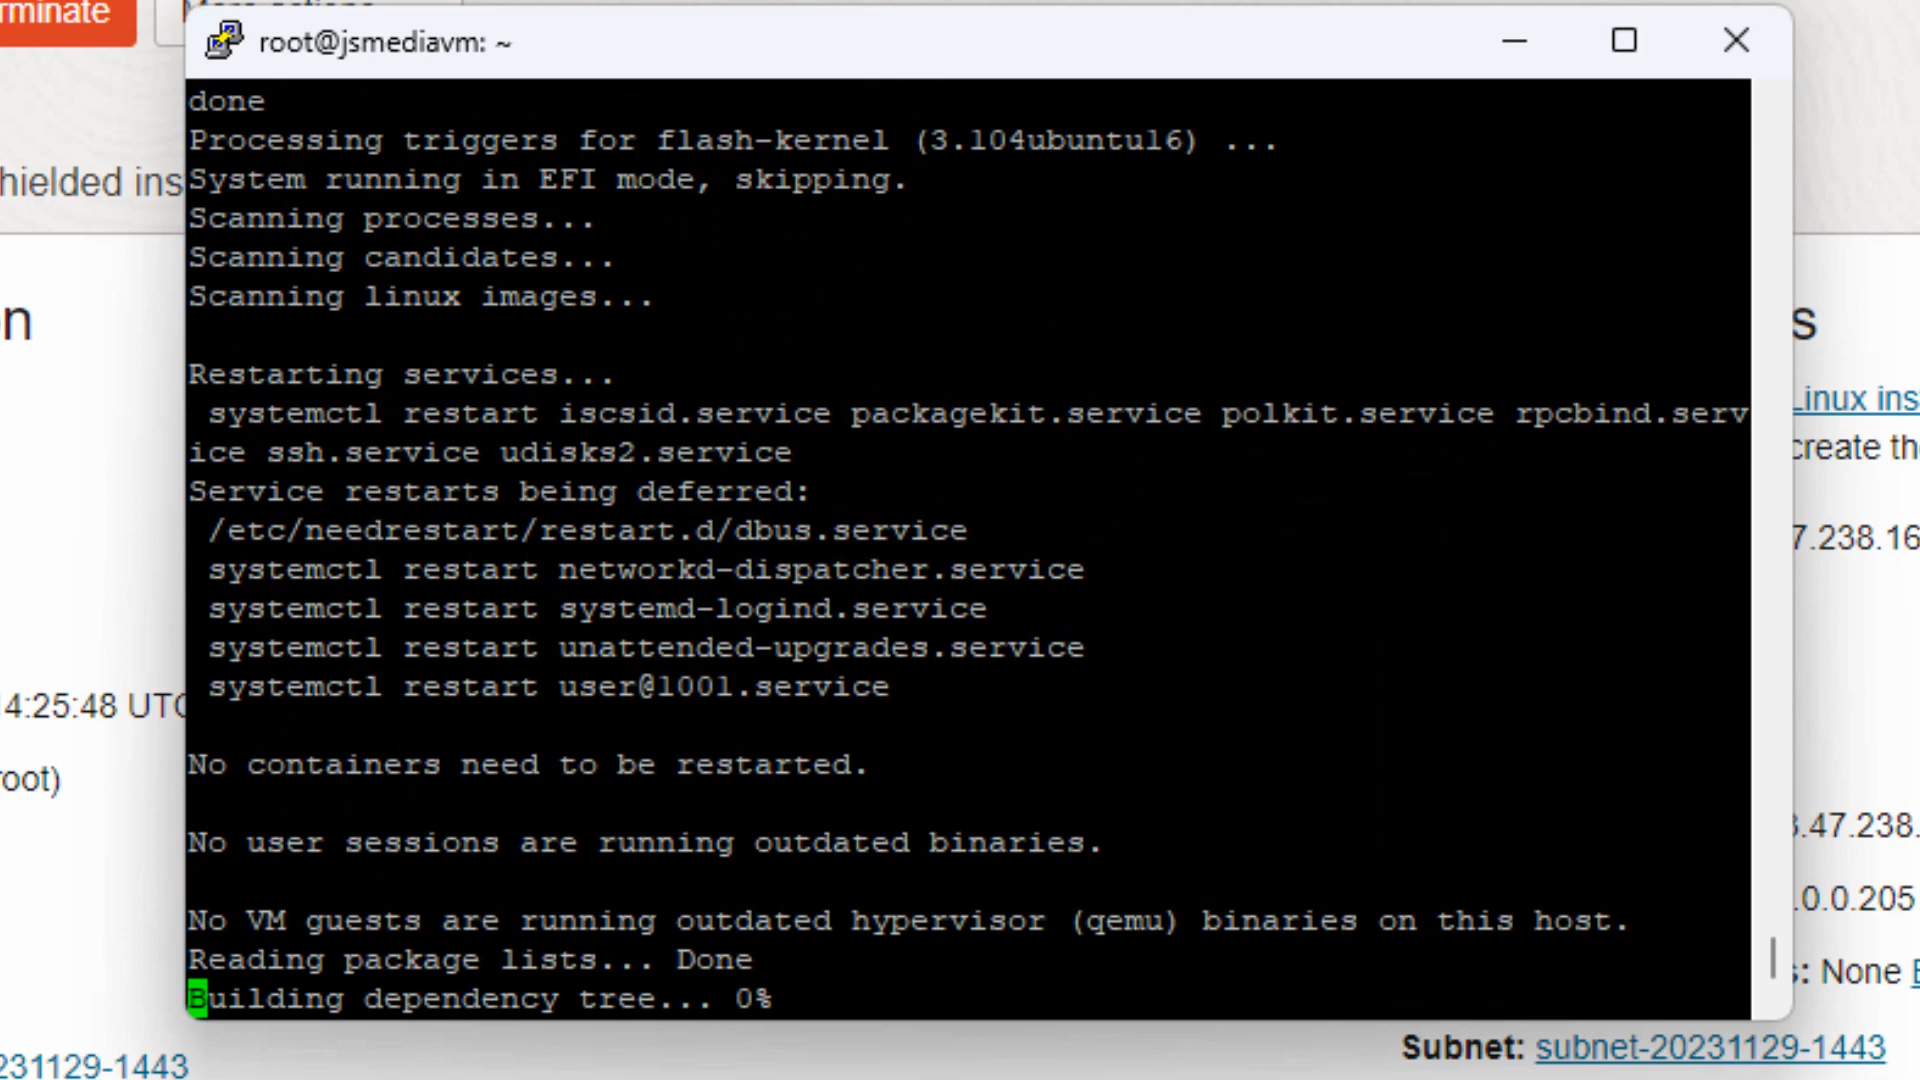 rminate
root@jsmediavm: ~
done
Processing triggers for flash-kernel (3.104ubuntu16) ...
hielded ins
System running in EFI mode, skipping.
Scanning processes...
Scanning candidates...
Scanning linux images...
on
s
Restarting services...
systemctl restart iscsid.service packagekit.service polkit.service rpcbind.serv
ice ssh.service udisks2.service
Linux ins
create th
Service restarts being deferred:
/etc/needrestart/restart.d/dbus.service
7.238.16
systemctl restart networkd-dispatcher.service
systemctl restart systemd-logind.service
systemctl restart unattended-upgrades.service
systemctl restart user@1001.service
4:25:48 UTC
No containers need to be restarted.
root)
.47.238.
No user sessions are running outdated binaries.
.0.0.205
No VM guests are running outdated hypervisor (qemu) binaries on this host.
Reading package lists... Done
Building dependency tree... 0%
s: None
Subnet: subnet-20231129-1443
231129-1443